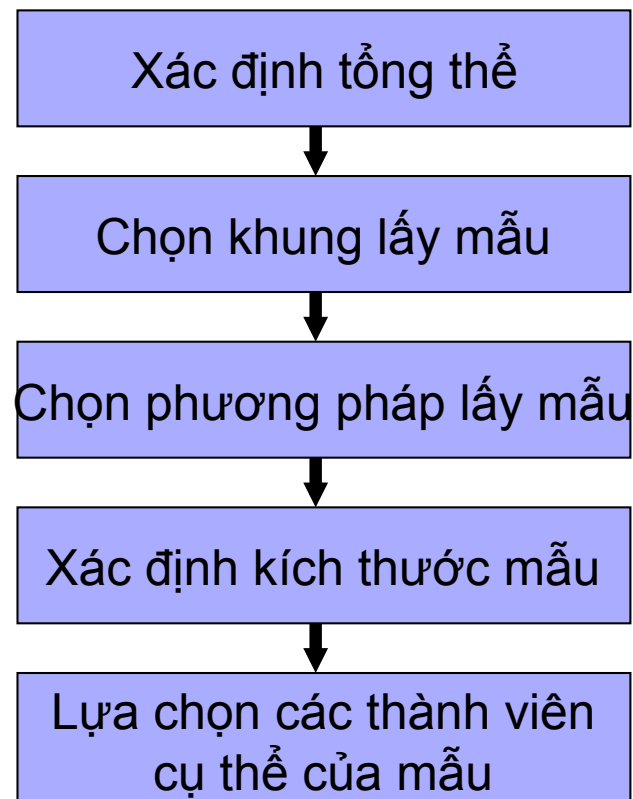 Xác định tổng thể
Chọn khung lấy mẫu
Chọn phương pháp lấy mẫu
Xác định kích thước mẫu
Lựa chọn các thành viên
cụ thể của mẫu